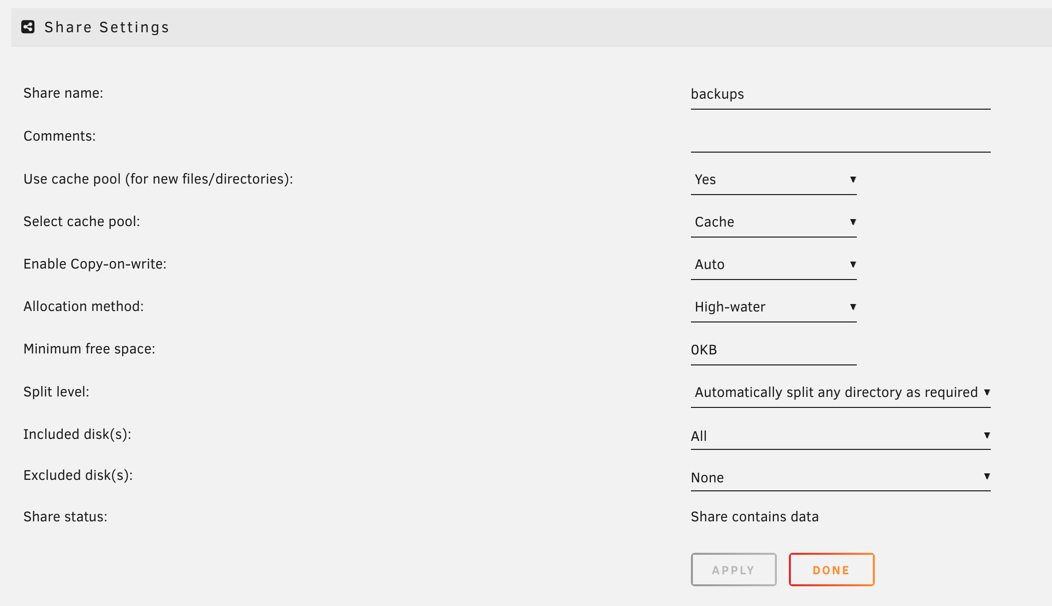 Share Settings
Share name: backups
Comments:
Use cache pool (for new files/directories): Yes
Select cache pool: Cache
Enable Copy-on-write: Auto
Allocation method: High-water
Minimum free space: 0KB
Split level: Automatically split any directory as required
Included disk(s): All
Excluded disk(s): None
Share status: Share contains data
APPLY DONE